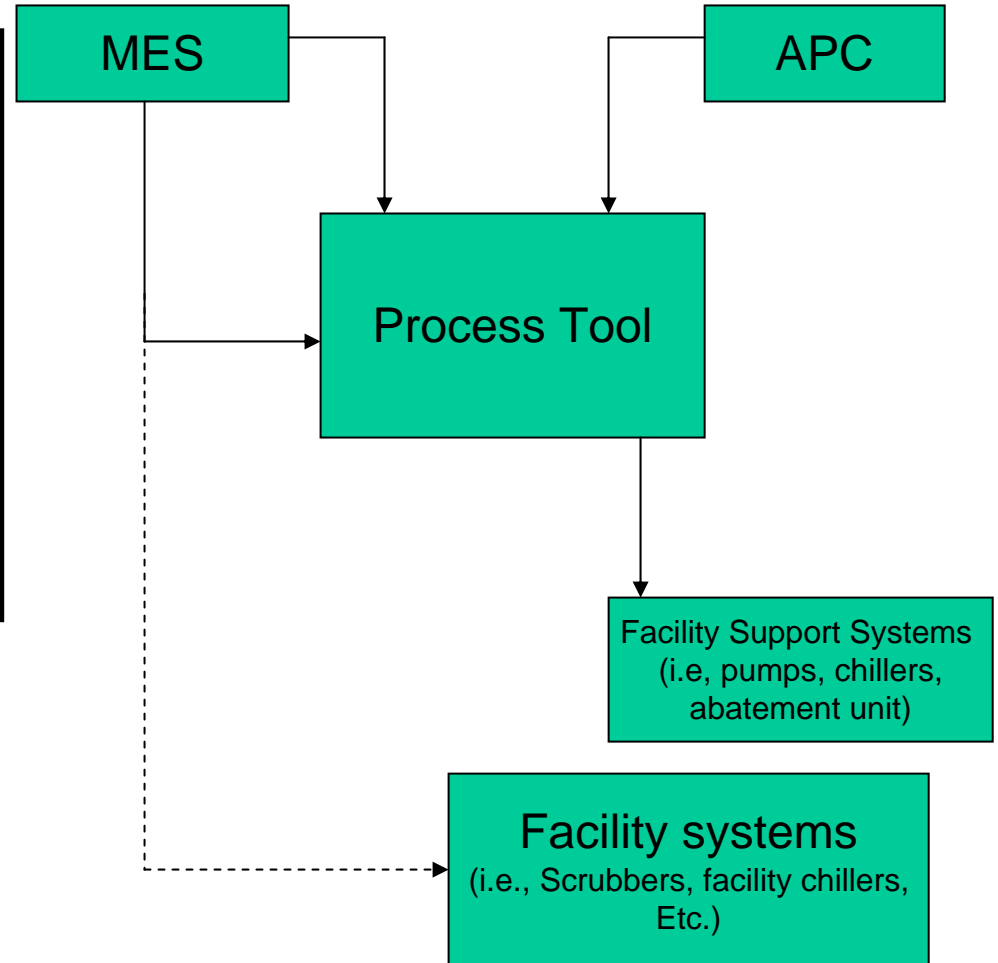 MES
APC
Process Tool
Facility Support Systems
(i.e, pumps, chillers,
abatement unit)
Facility systems
(i.e., Scrubbers, facility chillers,
Etc.)